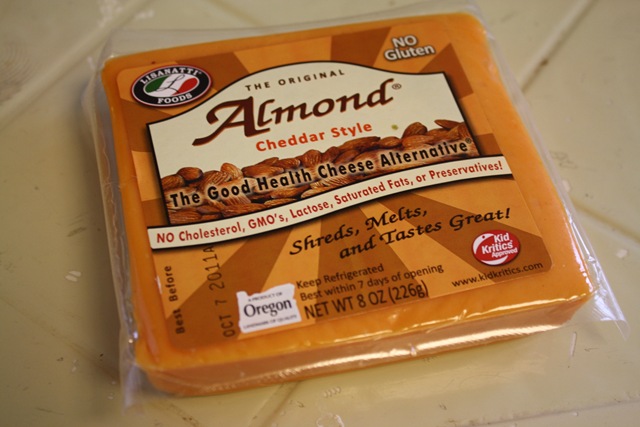 LISANATTI
FOODS
THE ORIGINAL
Almond®
Cheddar Style
NO
Gluten
The Good Health Cheese Alternative
NO Cholesterol, GMO's, Lactose, Saturated Fats, or Preservatives!
Shreds, Melts,
and Tastes Great!
Kid
Kritics
Approved
www.kidkritics.com
Best Before
OCT 7 2011A
A PRODUCT OF
Oregon
Keep Refrigerated
Best within 7 days of opening
NET WT 8 OZ (226g)